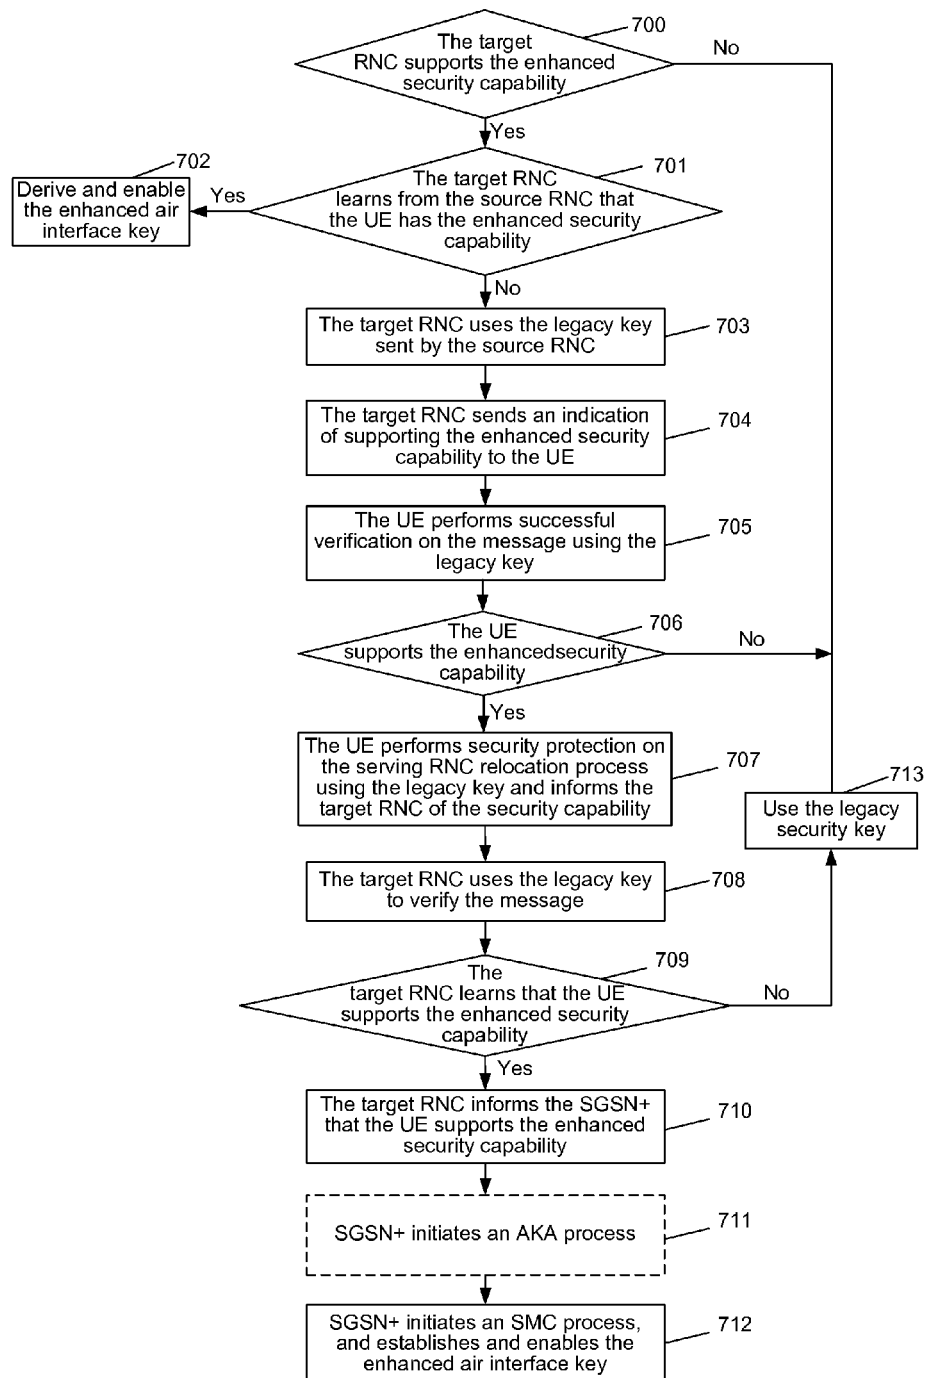 700
The target
RNC supports the enhanced
security capability
No
Yes
702
Derive and enable
the enhanced air
interface key
Yes
701
The target RNC
learns from the source RNC that
the UE has the enhanced security
capability
No
The target RNC uses the legacy key
sent by the source RNC
703
The target RNC sends an indication
of supporting the enhanced security
capability to the UE
704
The UE performs successful
verification on the message using the
legacy key
705
The UE
supports the enhancedsecurity
capability
706
No
Yes
The UE performs security protection on
the serving RNC relocation process
using the legacy key and informs the
target RNC of the security capability
707
713
Use the legacy
security key
The target RNC uses the legacy key
to verify the message
708
The
target RNC learns that the UE
supports the enhanced security
capability
709
No
Yes
The target RNC informs the SGSN+
that the UE supports the enhanced
security capability
710
SGSN+ initiates an AKA process
711
SGSN+ initiates an SMC process,
and establishes and enables the
enhanced air interface key
712